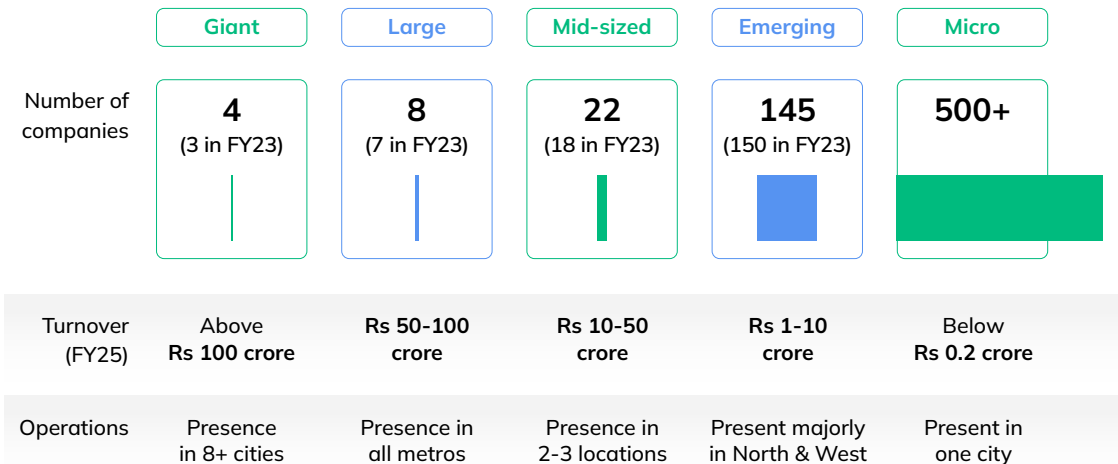 Giant
Large
Mid-sized
Emerging
Micro
Number of
companies
4
(3 in FY23)
8
(7 in FY23)
22
(18 in FY23)
145
(150 in FY23)
500+
Turnover
(FY25)
Above
Rs 100 crore
Rs 50-100
crore
Rs 10-50
crore
Rs 1-10
crore
Below
Rs 0.2 crore
Operations
Presence
in 8+ cities
Presence in
all metros
Presence in
2-3 locations
Present majorly
in North & West
Present in
one city